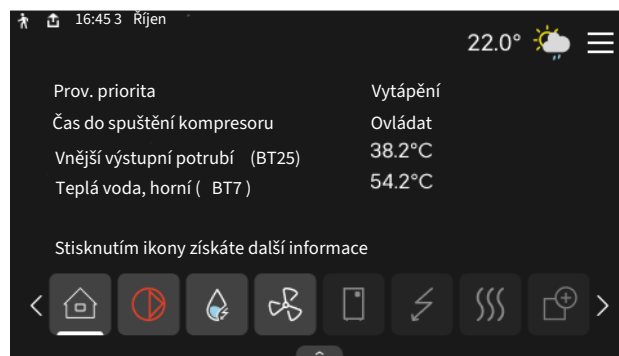 16:45 3 Říjen
22.0°
Prov. priorita Vytápění
Čas do spuštění kompresoru Ovládat
Vnější výstupní potrubí (BT25) 38.2°C
Teplá voda, horní ( BT7 ) 54.2°C
Stisknutím ikony získáte další informace